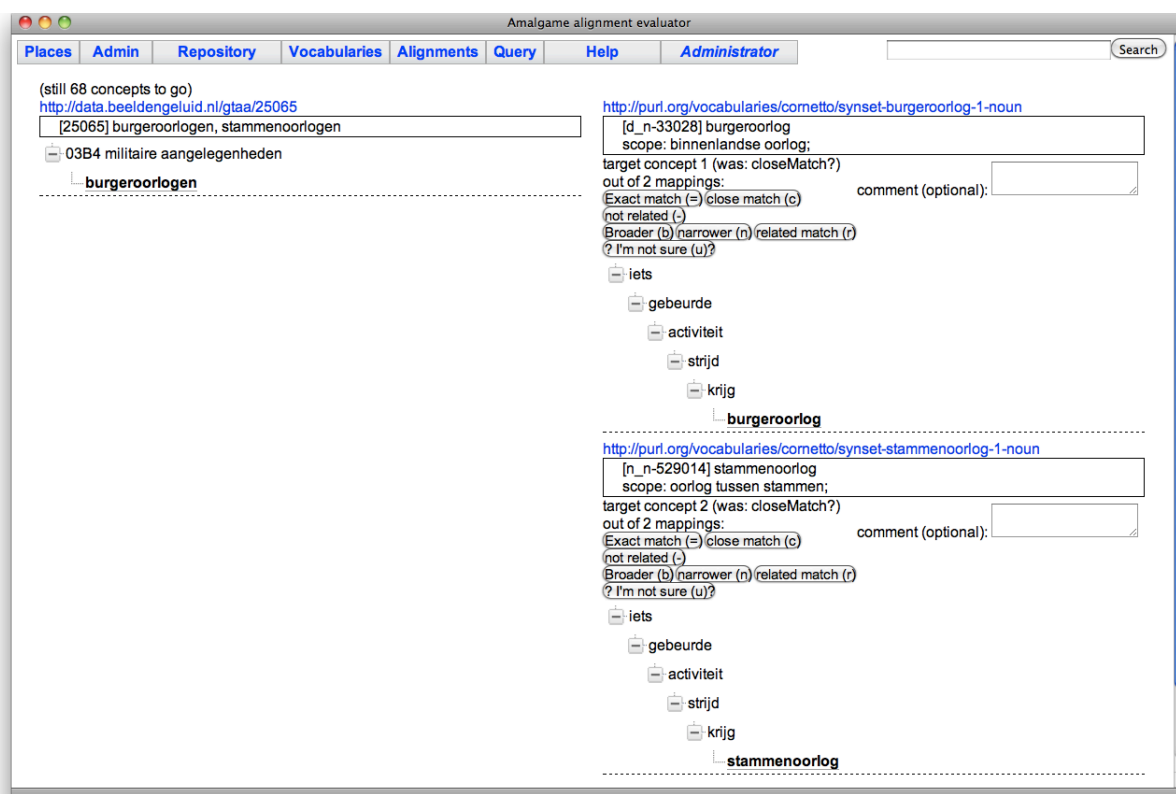 Amalgame alignment evaluator
Places Admin Repository Vocabularies Alignments Query Help Administrator Search
(still 68 concepts to go)
http://data.beeldengeluid.nl/gtaa/25065
[25065] burgeroorlogen, stammenoorlogen
03B4 militaire aangelegenheden
burgeroorlogen
http://purl.org/vocabularies/cornetto/synset-burgeroorlog-1-noun
[d_n-33028] burgeroorlog
scope: binnenlandse oorlog;
target concept 1 (was: closeMatch?)
out of 2 mappings:
comment (optional):
Exact match (=) close match (c)
not related (-)
Broader (b) narrower (n) related match (r)
? I'm not sure (u)?
iets
gebeurde
activiteit
strijd
krijg
burgeroorlog
http://purl.org/vocabularies/cornetto/synset-stammenoorlog-1-noun
[n_n-529014] stammenoorlog
scope: oorlog tussen stammen;
target concept 2 (was: closeMatch?)
out of 2 mappings:
comment (optional):
Exact match (=) close match (c)
not related (-)
Broader (b) narrower (n) related match (r)
? I'm not sure (u)?
iets
gebeurde
activiteit
strijd
krijg
stammenoorlog